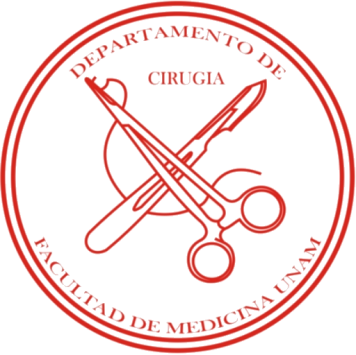 DEPARTAMENTO DE
CIRUGIA
FACULTAD DE MEDICINA UNAM